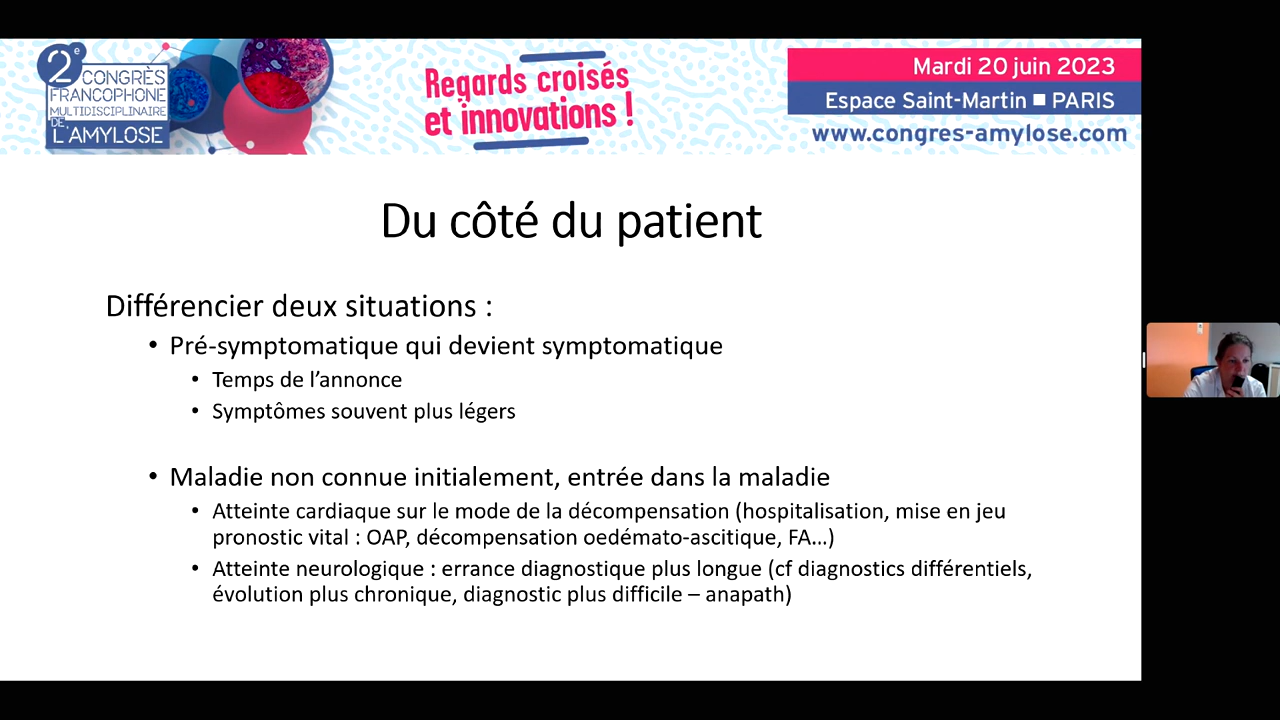 2e
CONGRÈS
FRANCOPHONE
MULTIDISCIPLINAIRE
DE
L'AMYLOSE
Regards croisés
et innovations !
Mardi 20 juin 2023
Espace Saint-Martin ■ PARIS
www.congres-amylose.com
Du côté du patient
Différencier deux situations :
• Pré-symptomatique qui devient symptomatique
• Temps de l’annonce
• Symptômes souvent plus légers
• Maladie non connue initialement, entrée dans la maladie
• Atteinte cardiaque sur le mode de la décompensation (hospitalisation, mise en jeu
pronostic vital : OAP, décompensation oedémato-ascitique, FA…)
• Atteinte neurologique : errance diagnostique plus longue (cf diagnostics différentiels,
évolution plus chronique, diagnostic plus difficile – anapath)